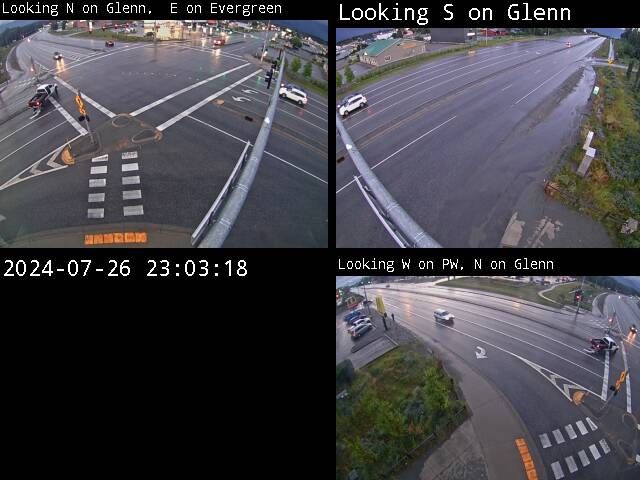 Looking N on Glenn, E on Evergreen
Looking S on Glenn
2024-07-26 23:03:18
Looking W on PW, N on Glenn